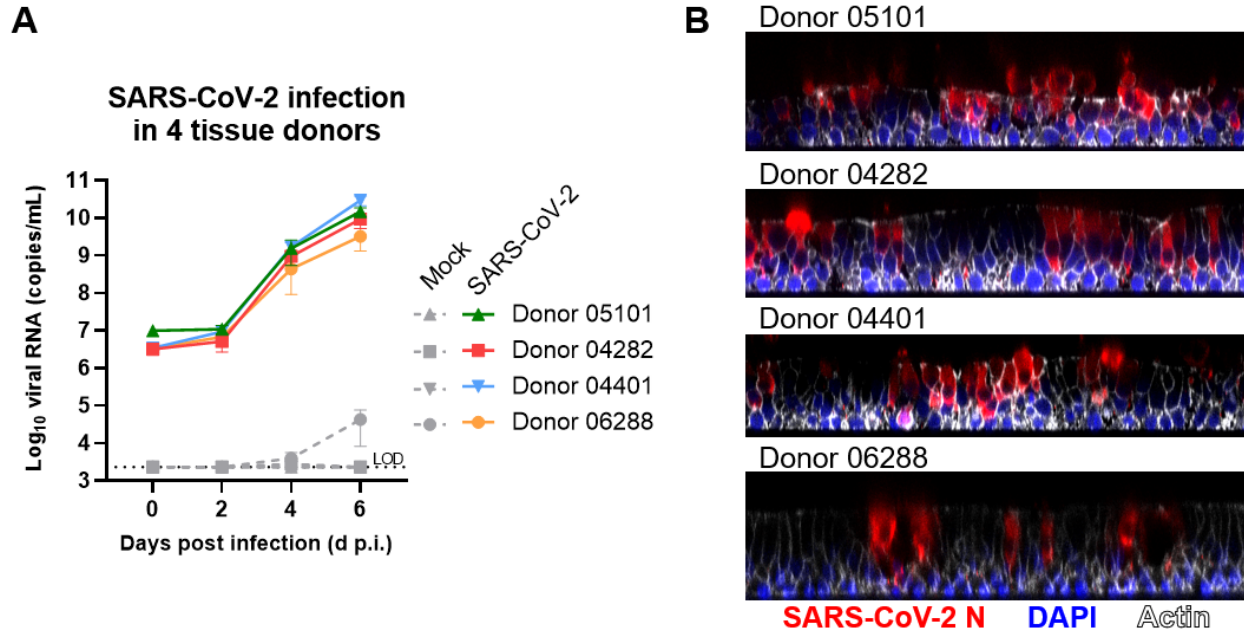 A
SARS-CoV-2 infection
in 4 tissue donors
Log₁₀ viral RNA (copies/mL)
11
10
9
8
7
6
5
4
3
LOD
0
2
4
6
Days post infection (d p.i.)
Mock
SARS-CoV-2
Donor 05101
Donor 04282
Donor 04401
Donor 06288
B
Donor 05101
Donor 04282
Donor 04401
Donor 06288
SARS-CoV-2 N DAPI Actin